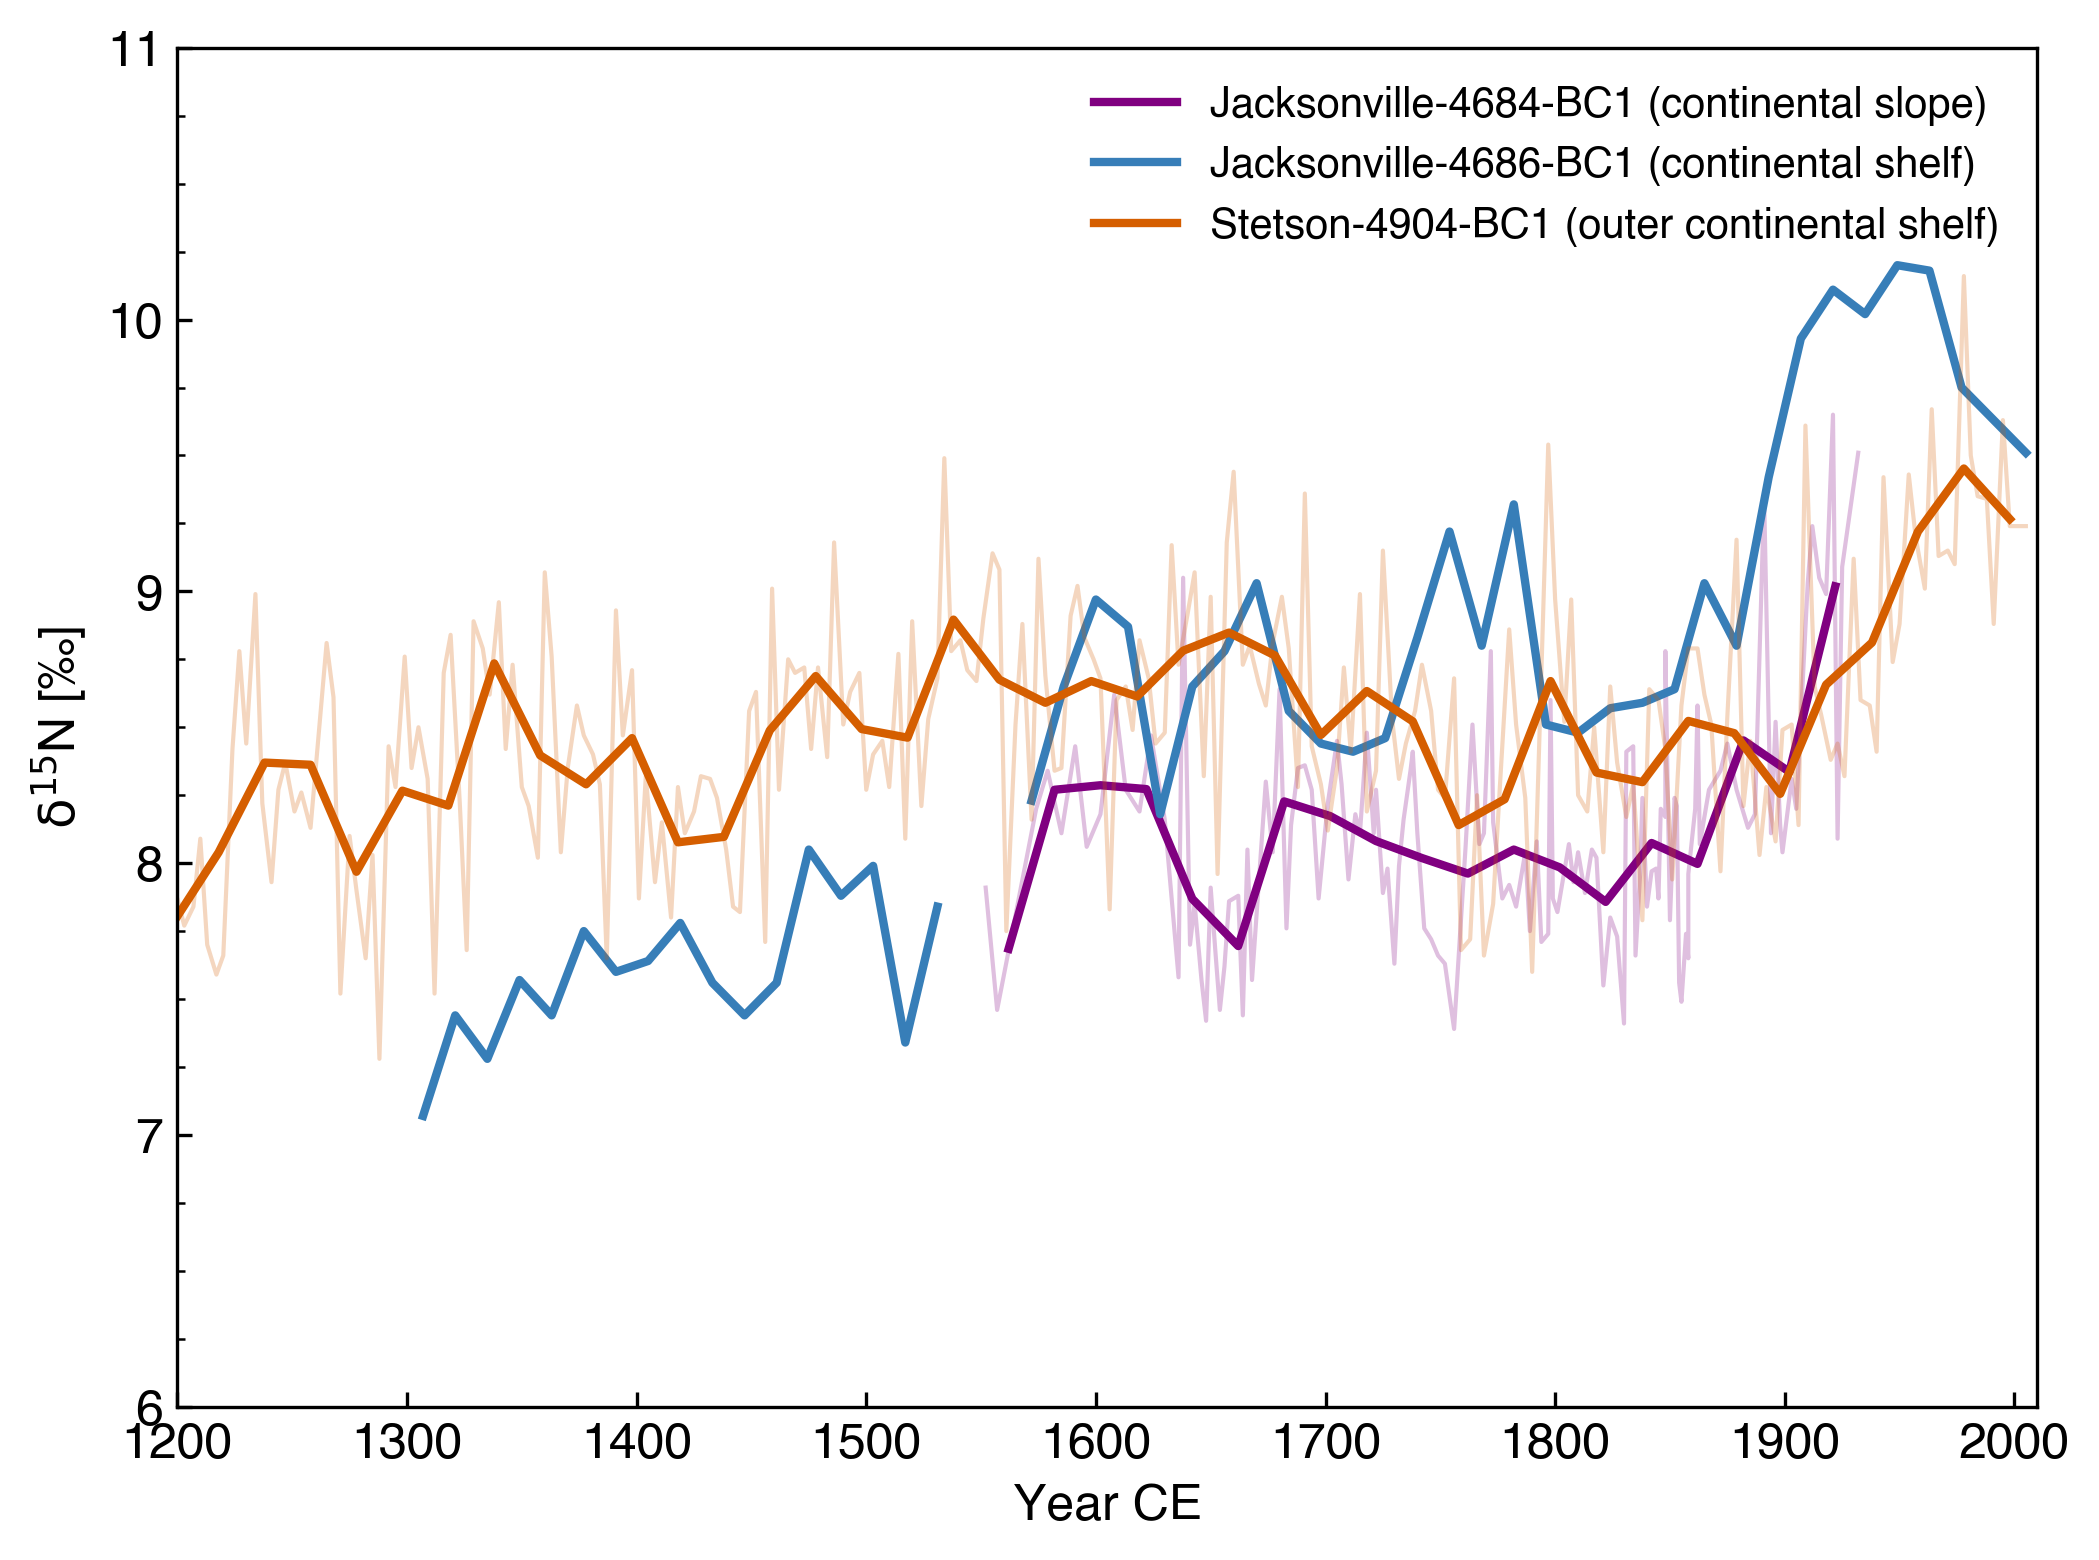 11
10
9
8
7
6
δ¹⁵N [‰]
Jacksonville-4684-BC1 (continental slope)
Jacksonville-4686-BC1 (continental shelf)
Stetson-4904-BC1 (outer continental shelf)
1200 1300 1400 1500 1600 1700 1800 1900 2000
Year CE